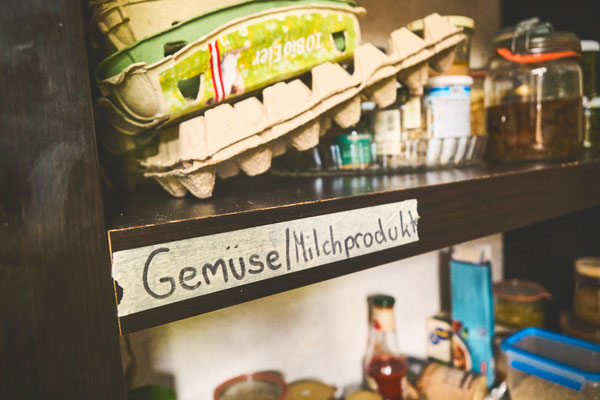 10 Bio Eier
Gemüse/Milchprodukt